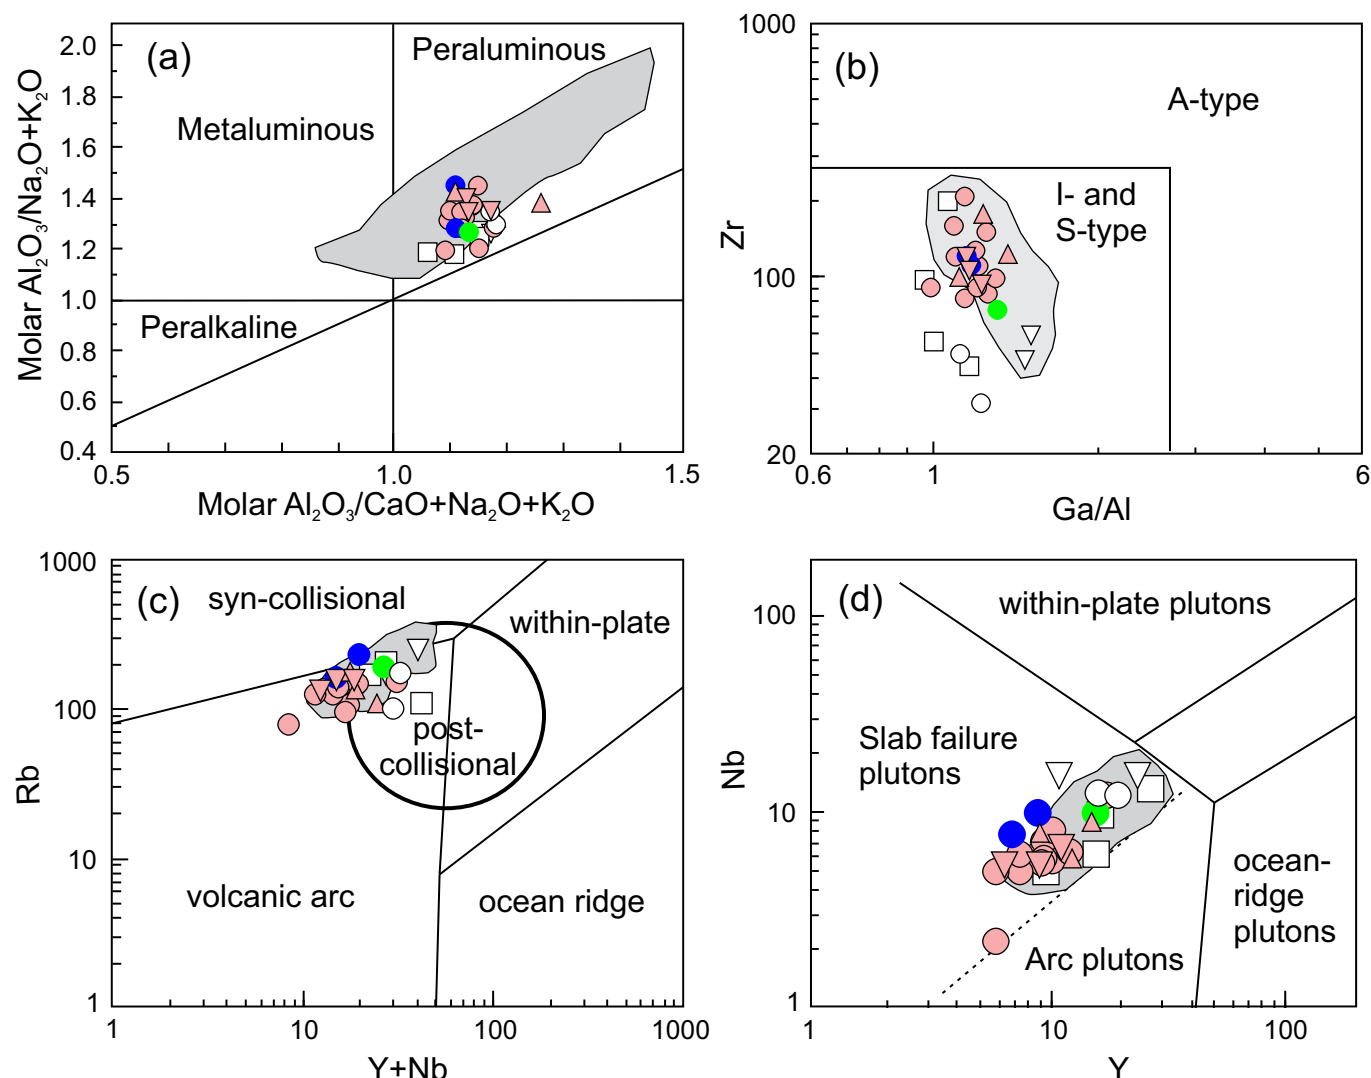 (a)
Peraluminous
Metaluminous
Peralkaline
Molar Al₂O₃/Na₂O+K₂O
2.0
1.8
1.6
1.4
1.2
1.0
0.8
0.6
0.4
0.5
1.0
1.5
Molar Al₂O₃/CaO+Na₂O+K₂O
(b)
A-type
I- and
S-type
Zr
1000
100
20
0.6
1
6
Ga/Al
(c)
syn-collisional
within-plate
post-
collisional
volcanic arc
ocean ridge
Rb
1000
100
10
1
1
10
100
1000
Y+Nb
(d)
within-plate plutons
Slab failure
plutons
ocean-
ridge
plutons
Arc plutons
Nb
100
10
1
1
10
100
Y